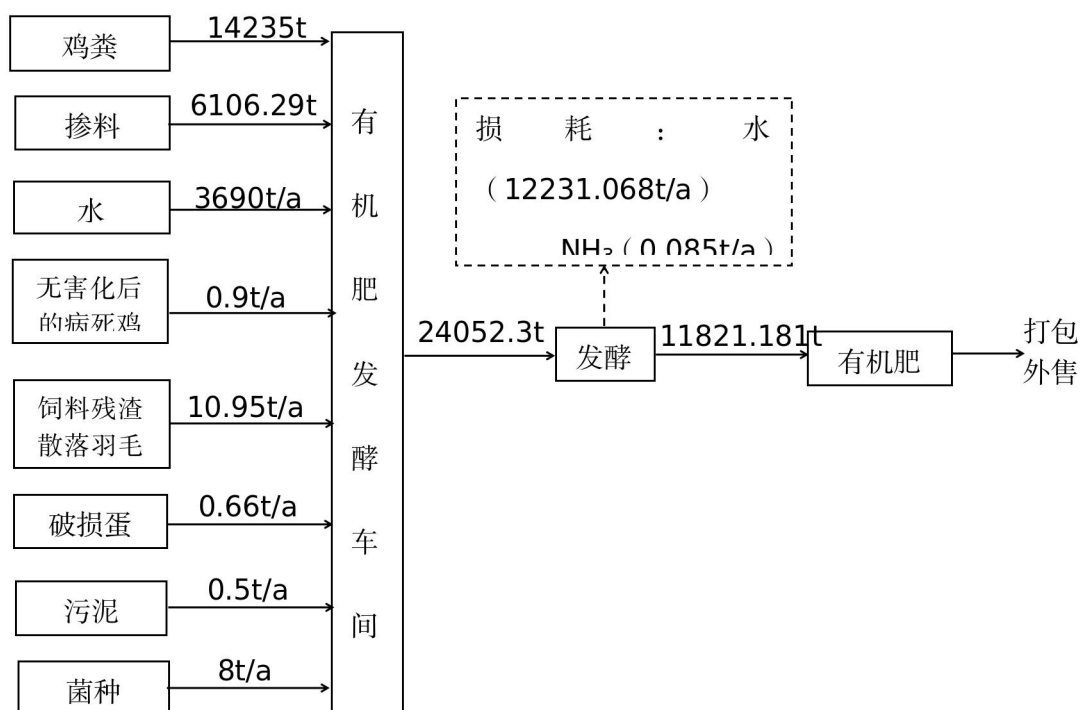 鸡粪
14235t
掺料
6106.29t
水
3690t/a
无害化后
的病死鸡
0.9t/a
饲料残渣
散落羽毛
10.95t/a
破损蛋
0.66t/a
污泥
0.5t/a
菌种
8t/a
有
机
肥
发
酵
车
间
24052.3t
损耗：水
（12231.068t/a）
NH₃（0.085t/a）
发酵
11821.181t
有机肥
打包
外售